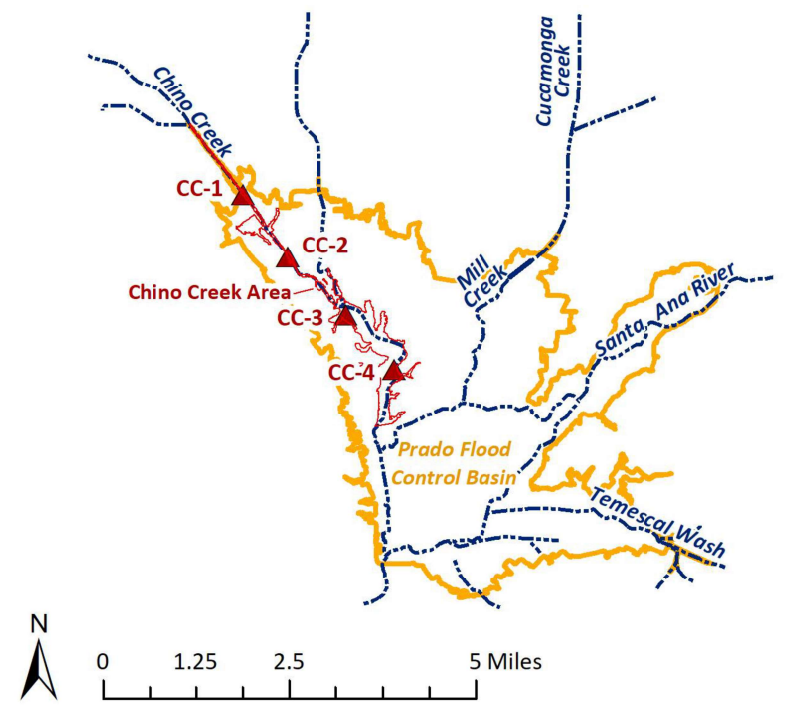 Chino Creek
Cucamonga
Creek
CC-1
CC-2
Mill
Creek
Chino Creek Area
CC-3
Santa Ana River
CC-4
Prado Flood
Control Basin
Temescal Wash
N
0 1.25 2.5 5 Miles